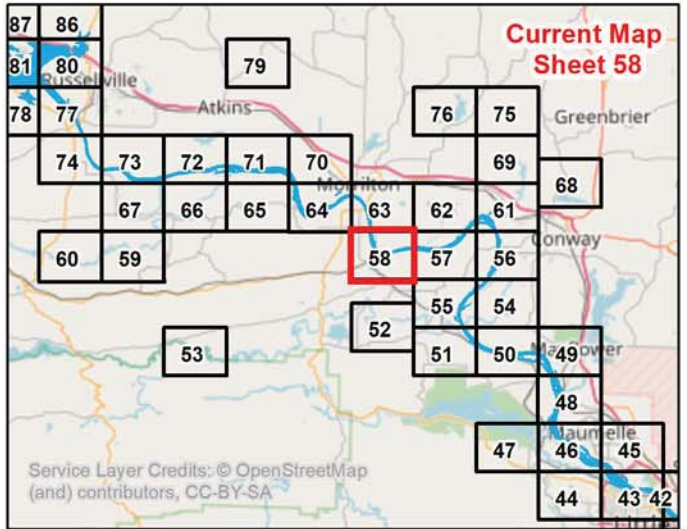 87 86
Current Map
Sheet 58
81 80 79
Russellville
78 77 Atkins 76 75 Greenbrier
74 73 72 71 70 69 68
Morrilton
67 66 65 64 63 62 61
Conway
60 59 58 57 56
55 54
53 52 51 50 49
48
Maumelle
47 46 45
Service Layer Credits: © OpenStreetMap
(and) contributors, CC-BY-SA
44 43 42